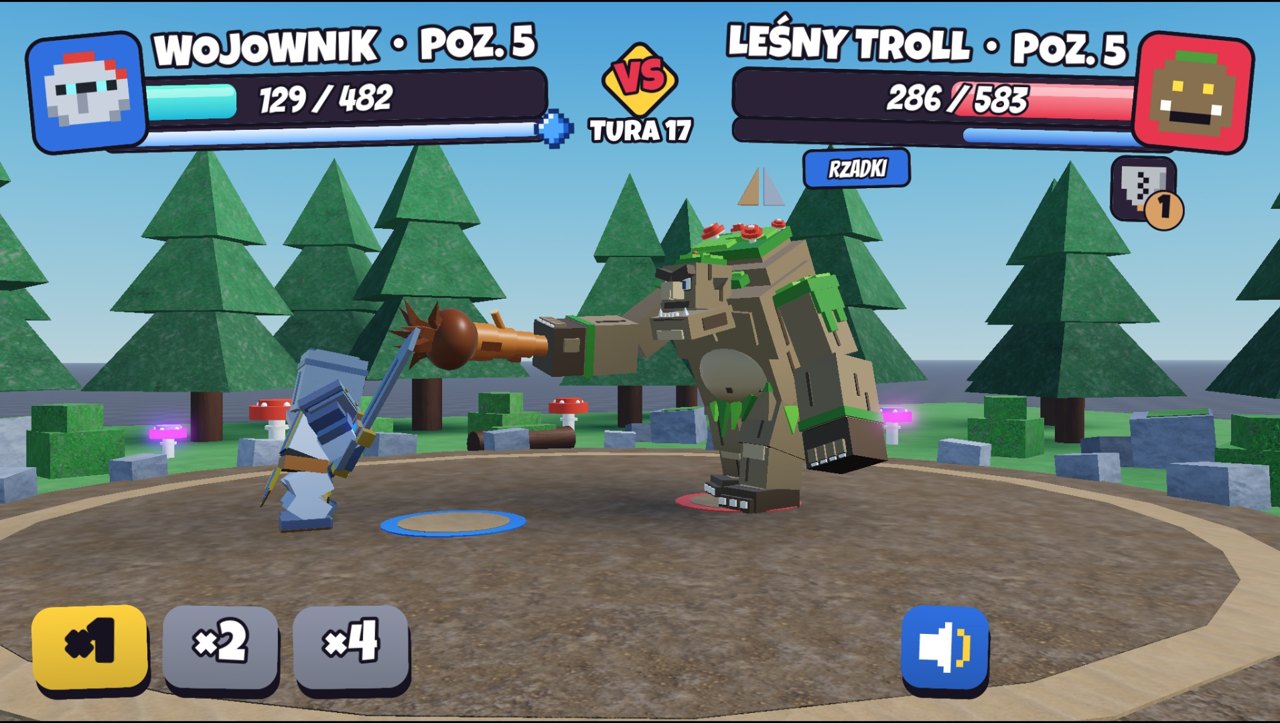 WOJOWNIK • POZ. 5
129 / 482
VS
TURA 17
LEŚNY TROLL • POZ. 5
286 / 583
RZADKI
1
×1
×2
×4